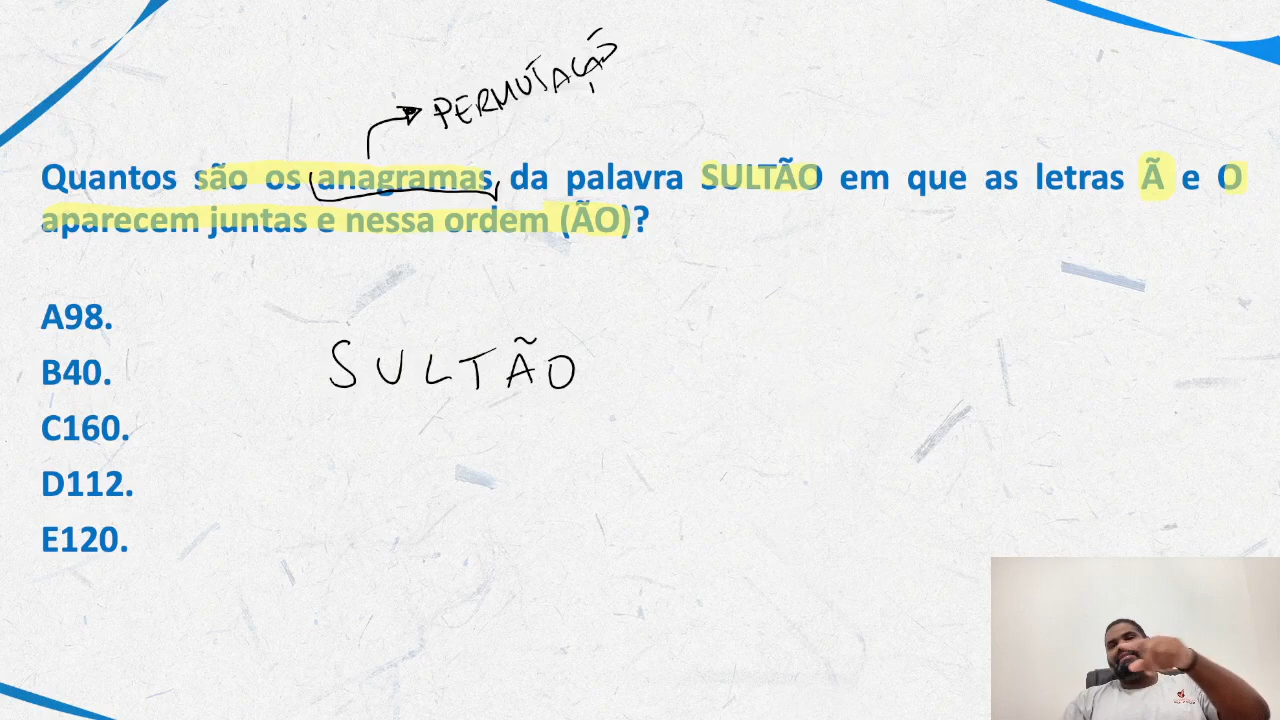 PERMUTAÇÃO
Quantos são os anagramas da palavra SULTÃO em que as letras Ã e O
aparecem juntas e nessa ordem (ÃO)?
A98.
B40.
SULTÃO
C160.
D112.
E120.